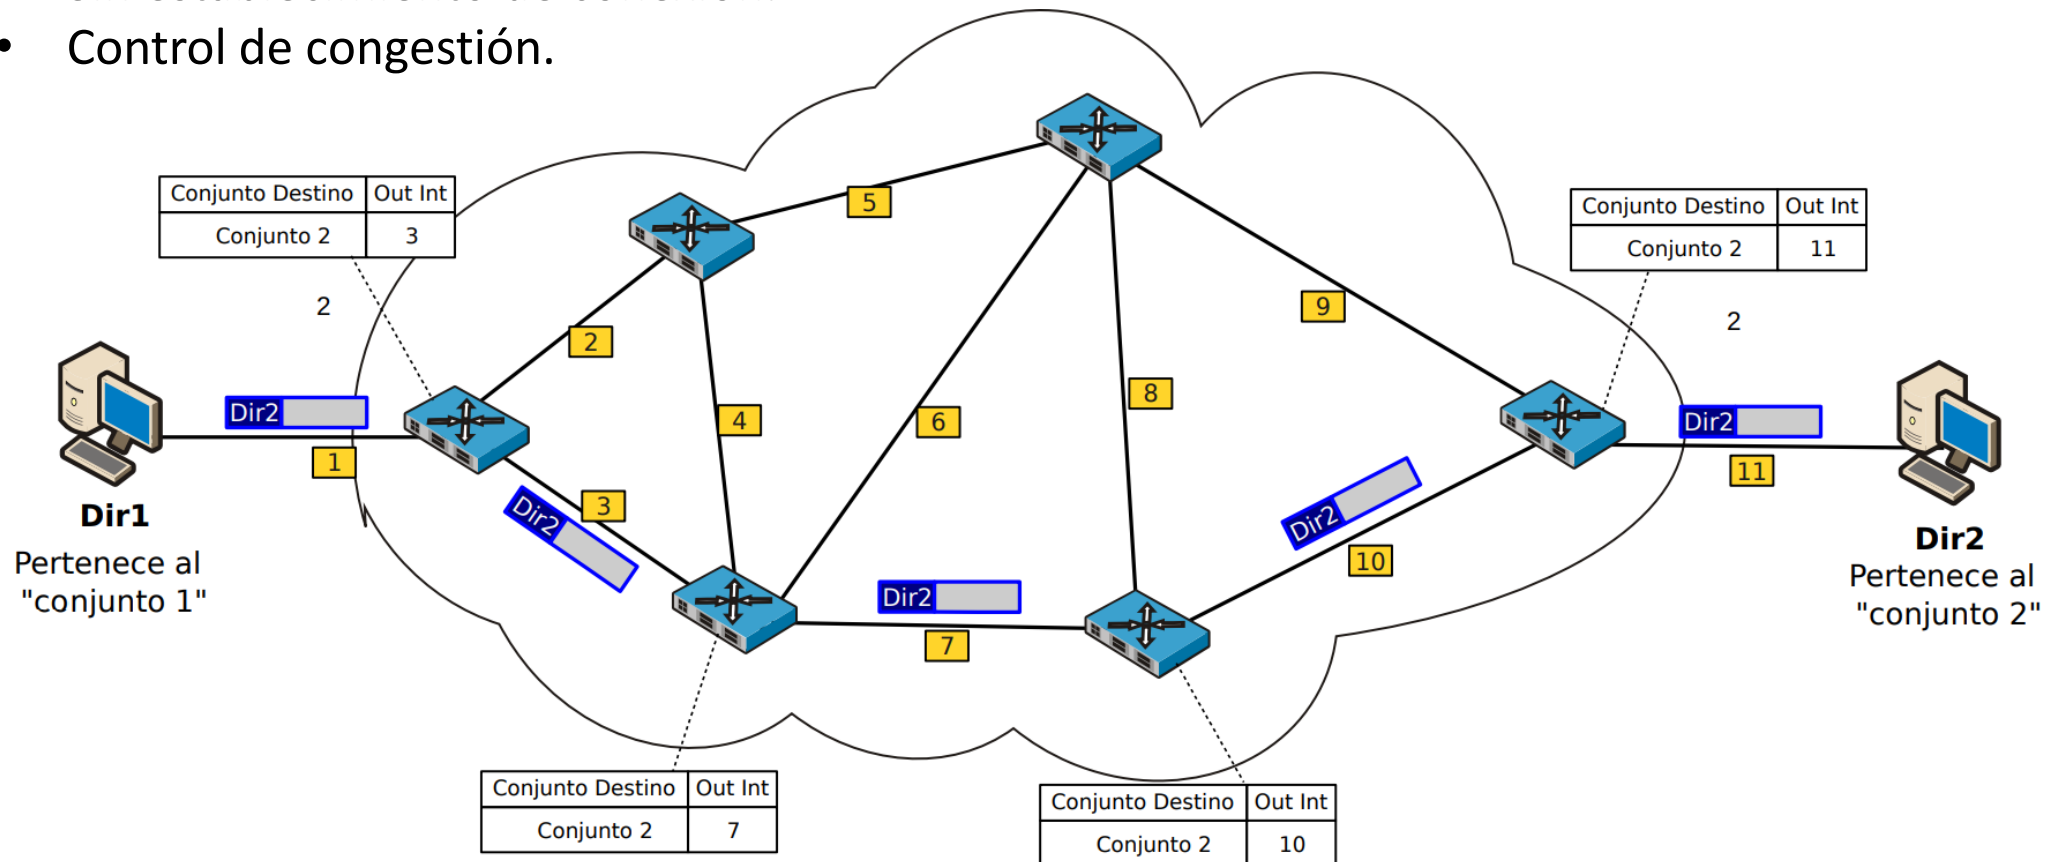 • Control de congestión.
Conjunto Destino Out Int
Conjunto 2 3
2
5
Conjunto Destino Out Int
Conjunto 2 11
2
9
2
8
4
6
Dir2
1
Dir2
11
Dir1
Pertenece al
"conjunto 1"
3
Dir2
Dir2
7
Dir2
10
Dir2
Pertenece al
"conjunto 2"
Conjunto Destino Out Int
Conjunto 2 7
Conjunto Destino Out Int
Conjunto 2 10